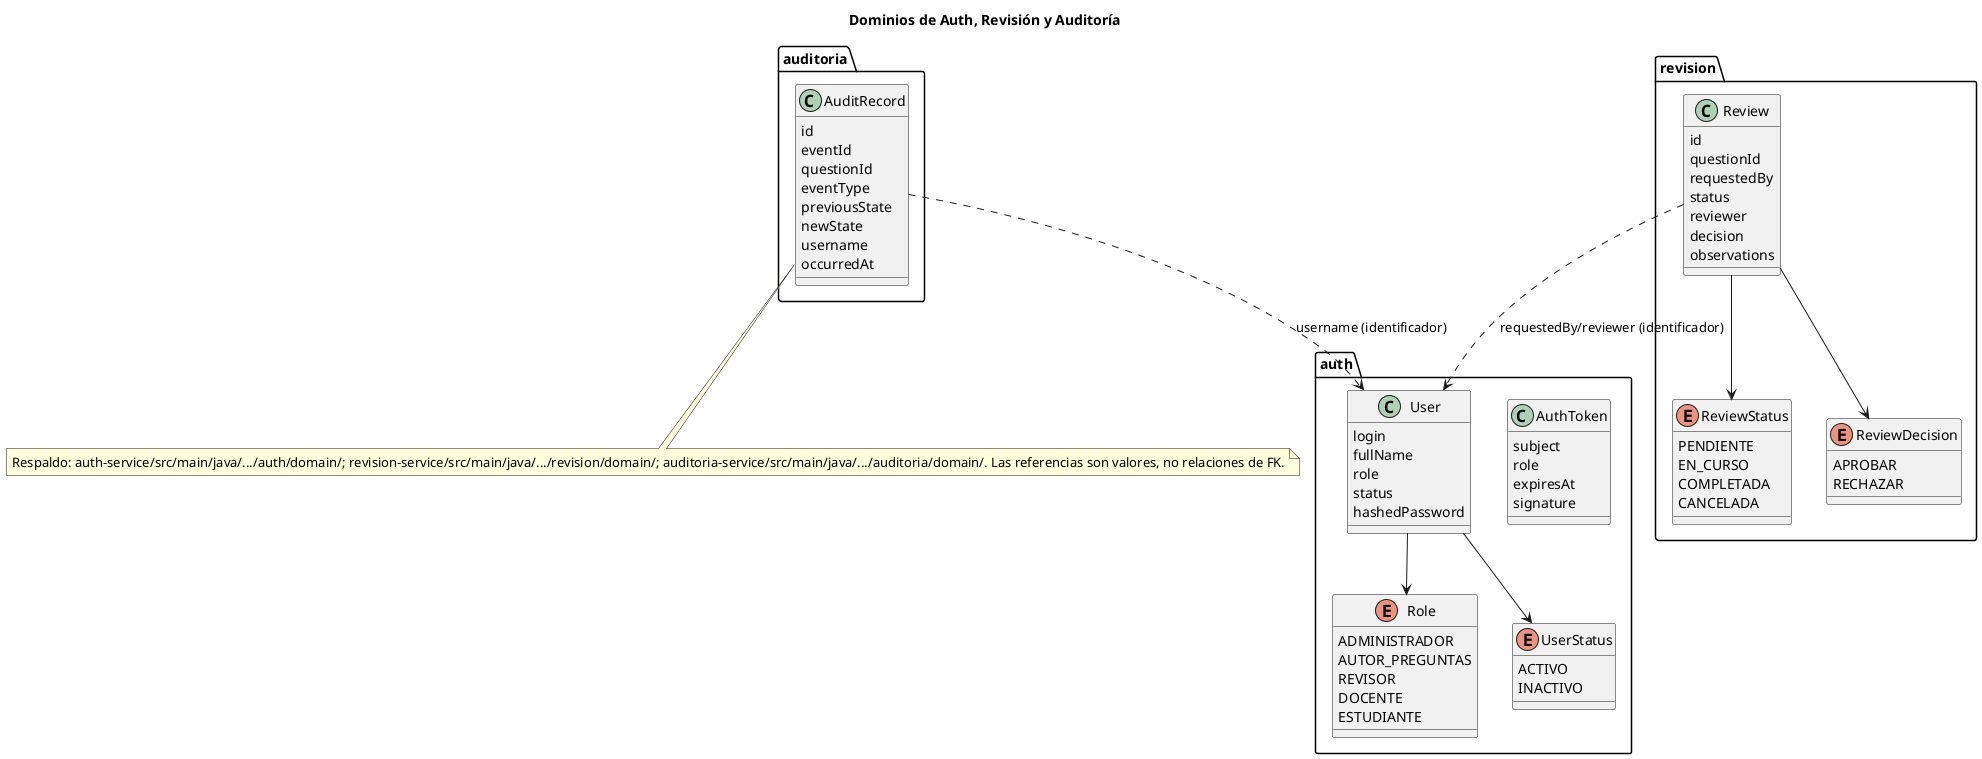 Dominios de Auth, Revisión y Auditoría
auditoria
C AuditRecord
id
eventId
questionId
eventType
previousState
newState
username
occurredAt
revision
C Review
id
questionId
requestedBy
status
reviewer
decision
observations
username (identificador)
requestedBy/reviewer (identificador)
auth
C User
login
fullName
role
status
hashedPassword
C AuthToken
subject
role
expiresAt
signature
E ReviewStatus
PENDIENTE
EN_CURSO
COMPLETADA
CANCELADA
E ReviewDecision
APROBAR
RECHAZAR
Respaldo: auth-service/src/main/java/.../auth/domain/; revision-service/src/main/java/.../revision/domain/; auditoria-service/src/main/java/.../auditoria/domain/. Las referencias son valores, no relaciones de FK.
E Role
ADMINISTRADOR
AUTOR_PREGUNTAS
REVISOR
DOCENTE
ESTUDIANTE
E UserStatus
ACTIVO
INACTIVO